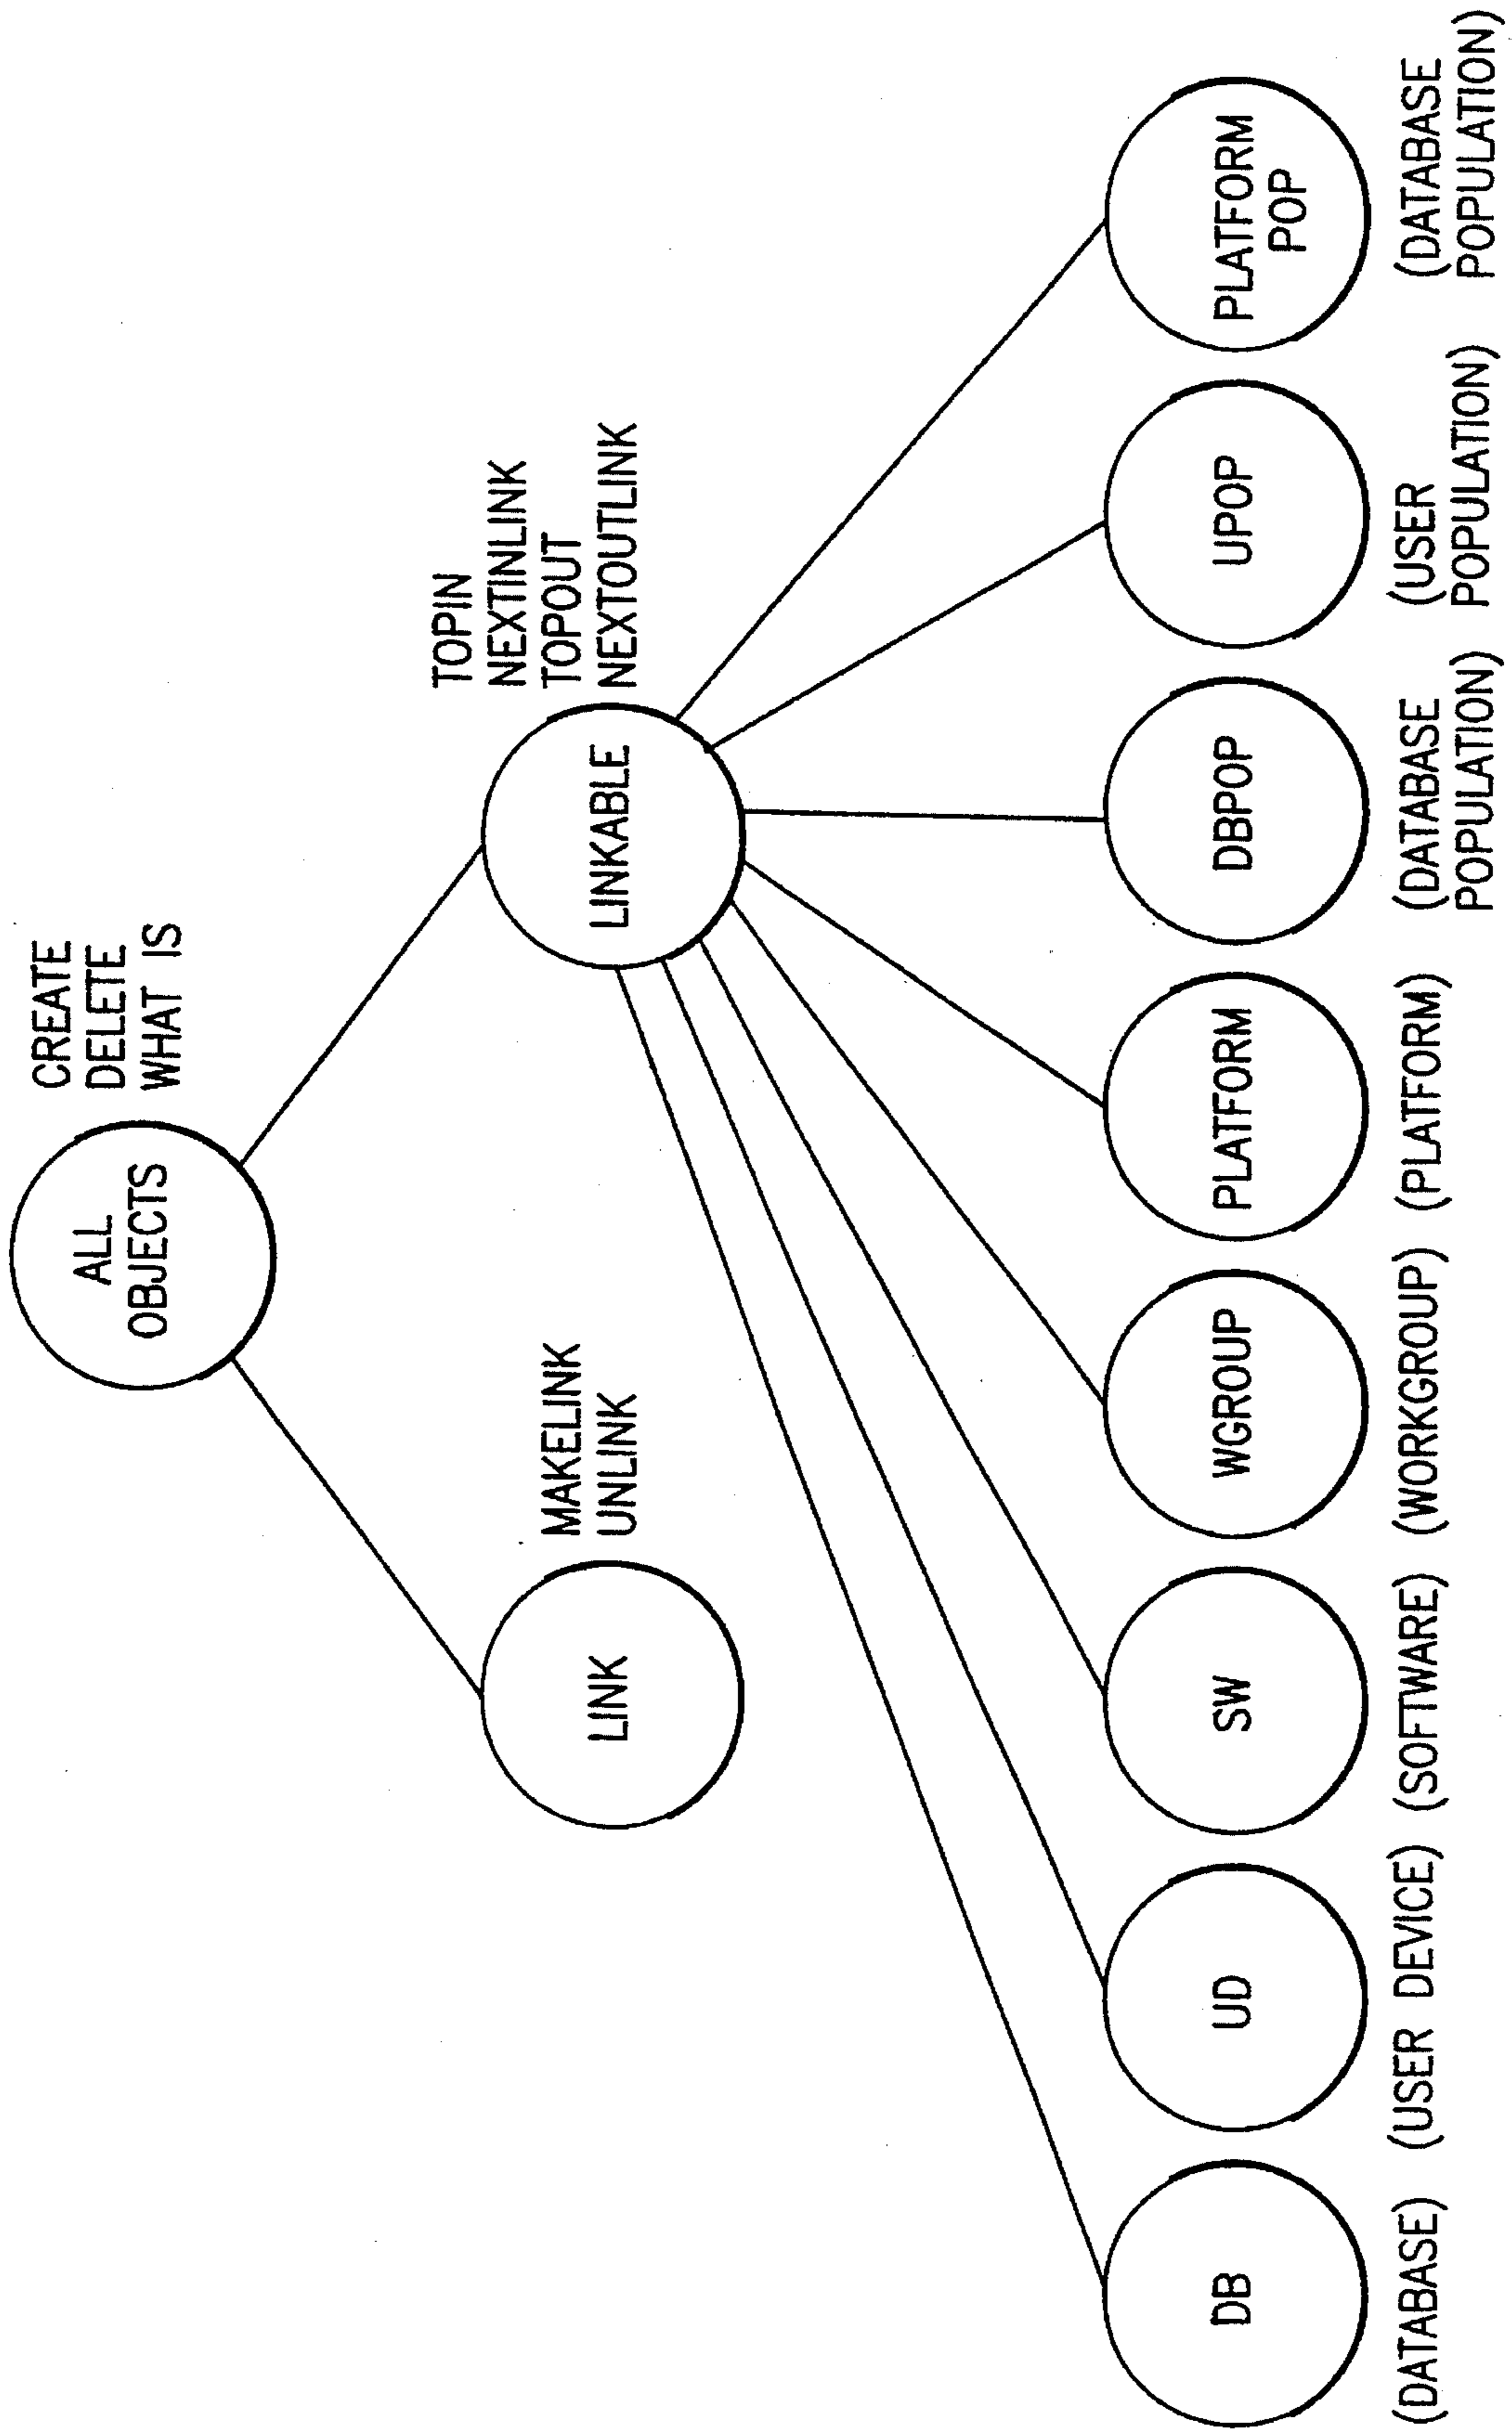 CREATE
DELETE
WHAT IS
ALL
OBJECTS
TOPIN
NEXTINLINK
TOPOUT
NEXTOUTLINK
MAKELINK
UNLINK
LINK
LINKABLE
DB
UD
SW
WGROUP
PLATFORM
DBPOP
UPOP
PLATFORM
POP
(DATABASE)
(USER DEVICE)
(SOFTWARE)
(WORKGROUP)
(PLATFORM)
(DATABASE
POPULATION)
(USER
POPULATION)
(DATABASE
POPULATION)